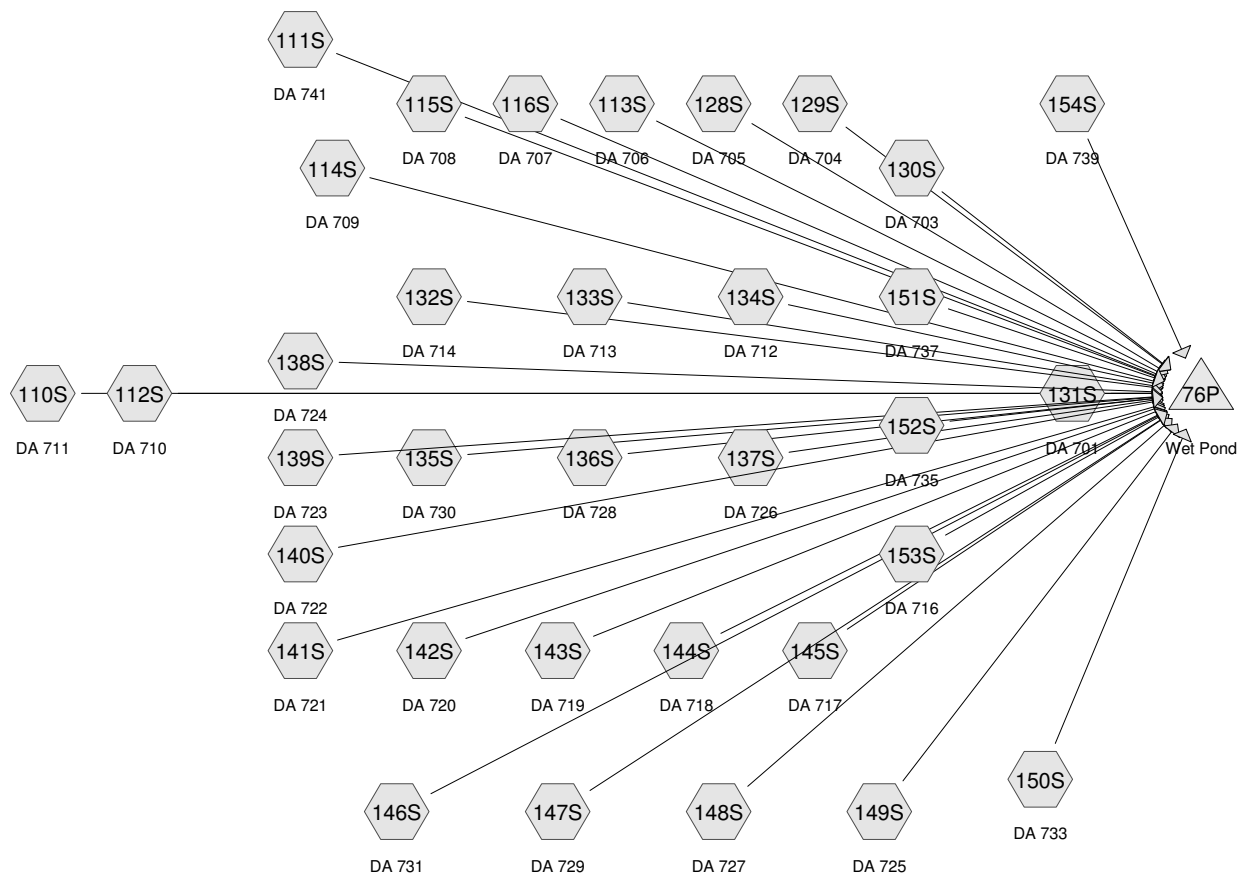 111S
DA 741
115S
DA 708
116S
DA 707
113S
DA 706
128S
DA 705
129S
DA 704
154S
DA 739
114S
DA 709
130S
DA 703
132S
DA 714
133S
DA 713
134S
DA 712
151S
DA 737
138S
DA 724
110S
DA 711
112S
DA 710
131S
DA 701
76P
Wet Pond
152S
DA 735
139S
DA 723
135S
DA 730
136S
DA 728
137S
DA 726
140S
DA 722
153S
DA 716
141S
DA 721
142S
DA 720
143S
DA 719
144S
DA 718
145S
DA 717
150S
DA 733
146S
DA 731
147S
DA 729
148S
DA 727
149S
DA 725